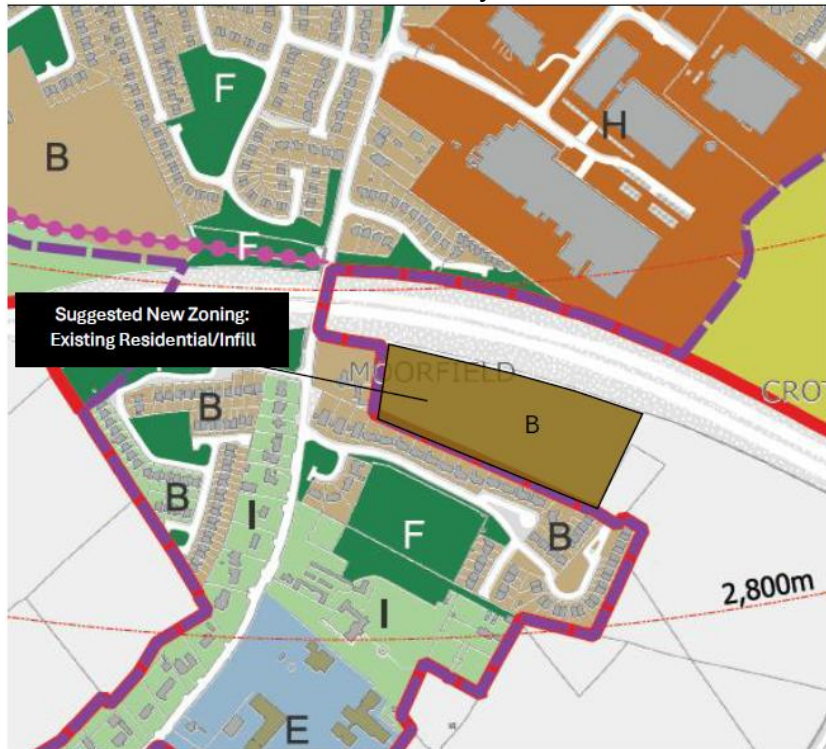 F
H
B
F
Suggested New Zoning:
Existing Residential/Infill
MOORFIELD
CROT
B
B
B
I
F
B
2,800m
I
E